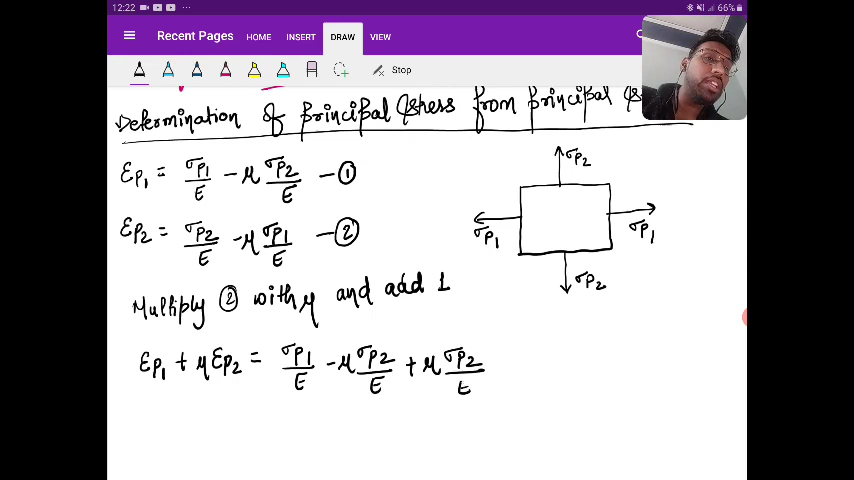 12:22 66%
Recent Pages HOME INSERT DRAW VIEW
Stop
Determination of principal stress from principal
εp₁ = σp₁/E - μ σp₂/E - ①
εp₂ = σp₂/E - μ σp₁/E - ②
Multiply ② with μ and add 1
εp₁ + μεp₂ = σp₁/E - μ σp₂/E + μ σp₂/E
σp₂
σp₁
σp₁
σp₂